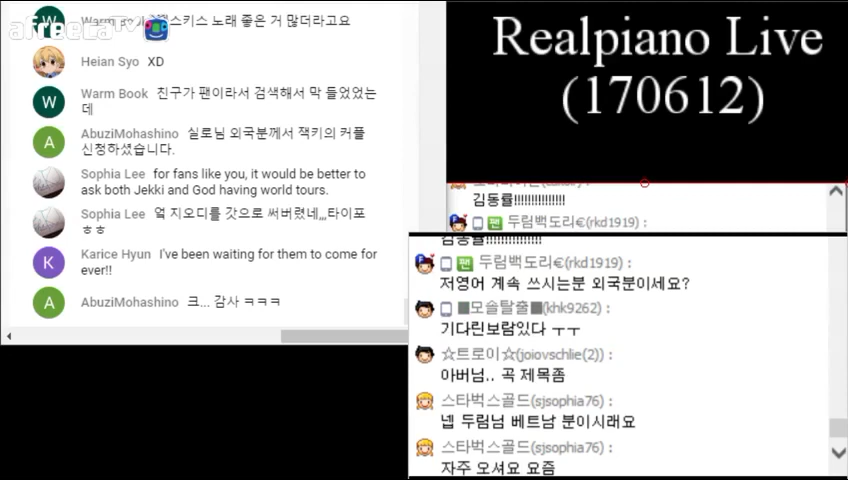 afreecaTV
Warm Book 스키스 노래 좋은 거 많더라고요
Heian Syo XD
Warm Book 친구가 팬이라서 검색해서 막 들었었는
데
AbuziMohashino 실로님 외국분께서 잭키의 커플
신청하셨습니다.
Sophia Lee for fans like you, it would be better to
ask both Jekki and God having world tours.
Sophia Lee 얽 지오디를 갓으로 써버렸네,,,타이포
ㅎㅎ
Karice Hyun I've been waiting for them to come for
ever!!
AbuziMohashino 크... 감사 ㅋㅋㅋ
Realpiano Live
(170612)
김동률!!!!!!!!!!!!!!!
팬 두림백도리€(rkd1919) :
김동률!!!!!!!!!!!!!!!
팬 두림백도리€(rkd1919) :
저영어 계속 쓰시는분 외국분이세요?
■모솔탈출■(khk9262) :
기다린보람있다 ㅜㅜ
☆트로이☆(joiovschlie(2)) :
아버님.. 곡 제목좀
스타벅스골드(sjsophia76) :
넵 두림님 베트남 분이시래요
스타벅스골드(sjsophia76) :
자주 오셔요 요즘